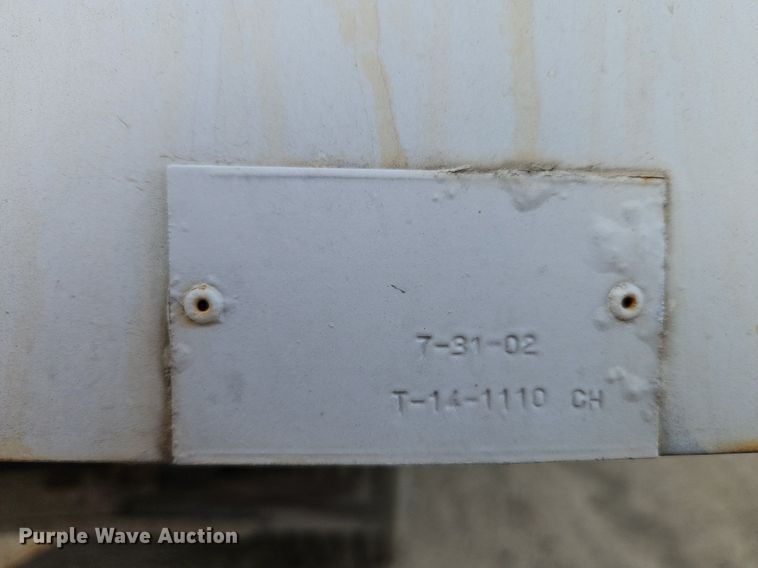 7-31-02
T-14-1110 CH
Purple Wave Auction